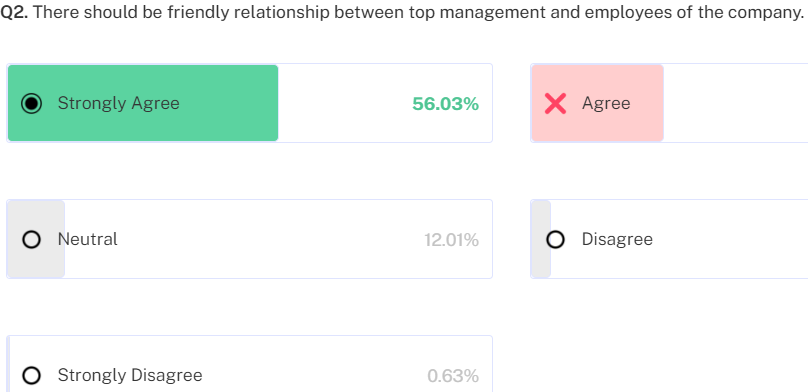 Q2. There should be friendly relationship between top management and employees of the company.
Strongly Agree 56.03% Agree
Neutral 12.01% Disagree
Strongly Disagree 0.63%